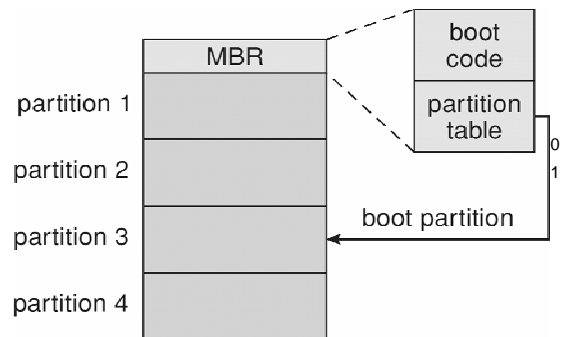 MBR
boot
code
partition
table
0
1
partition 1
partition 2
boot partition
partition 3
partition 4